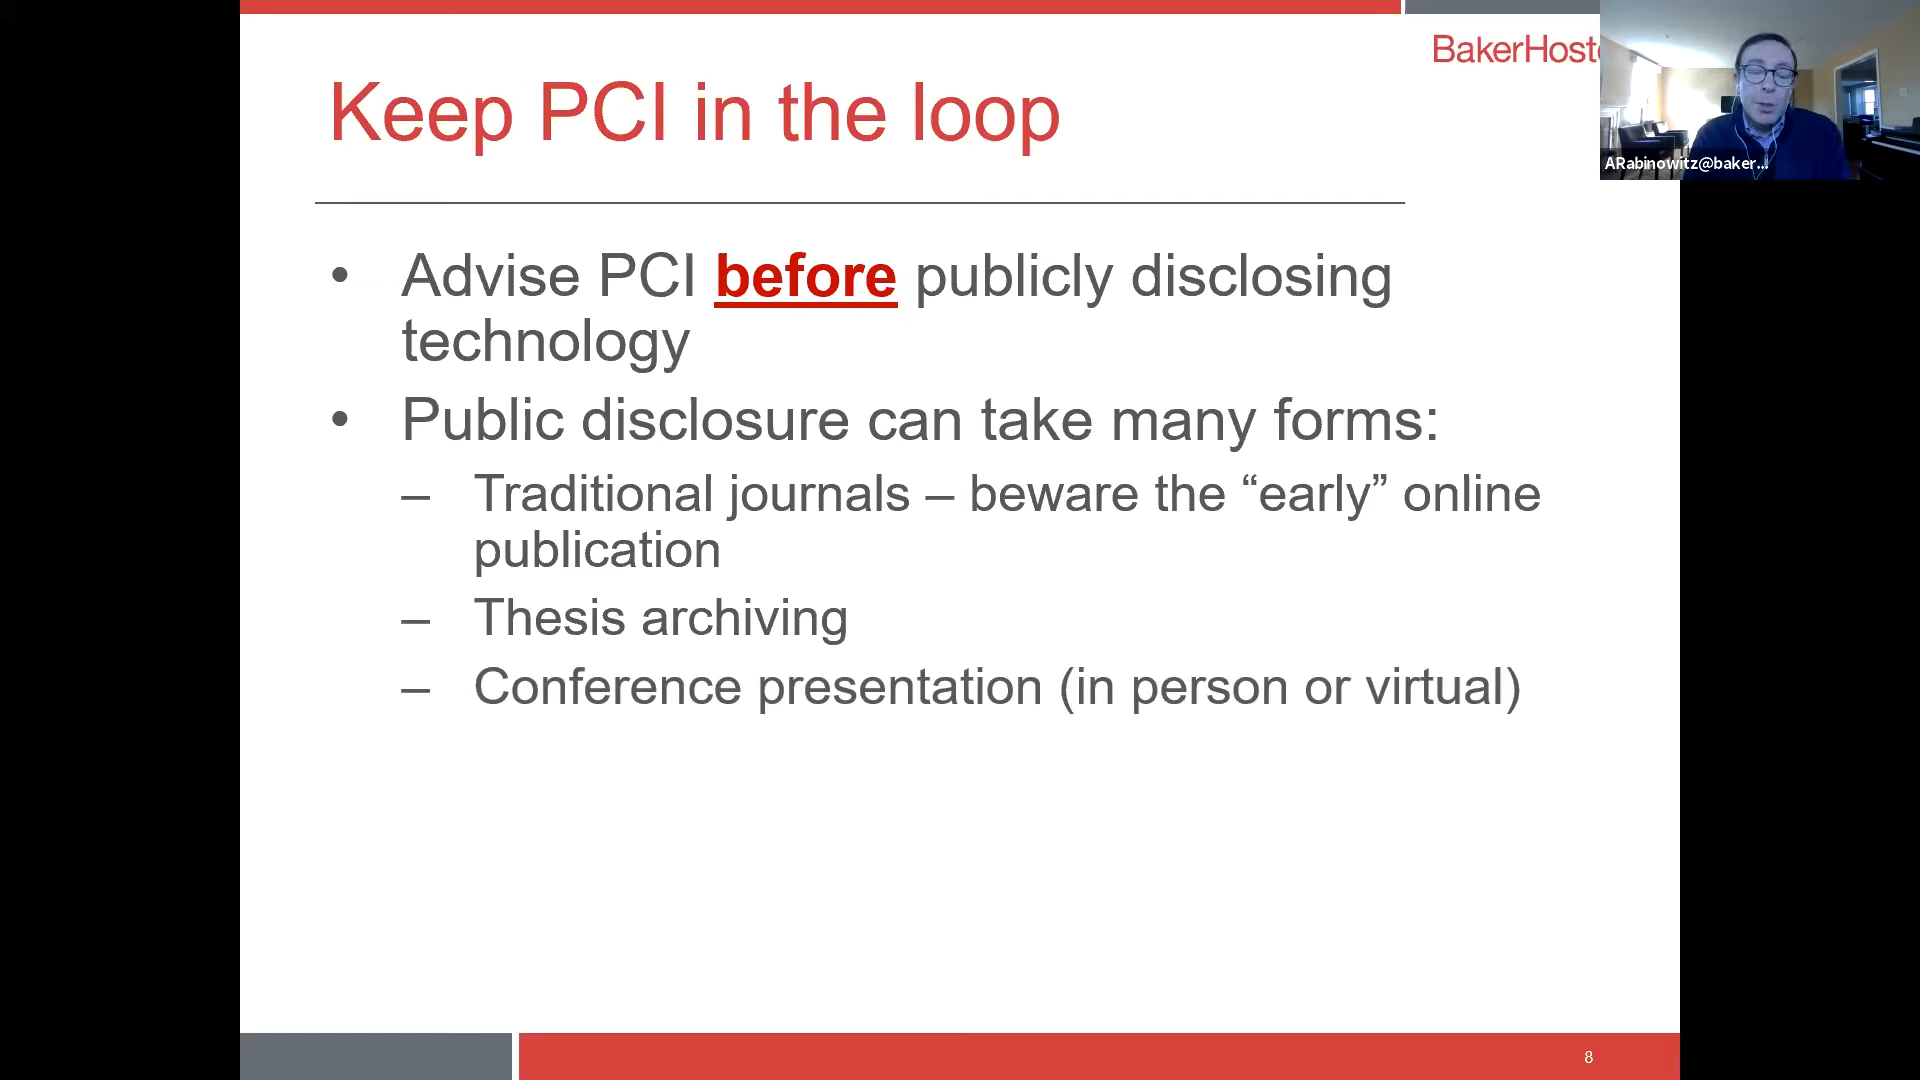 BakerHoste
Keep PCI in the loop
ARabinowitz@baker...
• Advise PCI before publicly disclosing
technology
• Public disclosure can take many forms:
– Traditional journals – beware the “early” online
publication
– Thesis archiving
– Conference presentation (in person or virtual)
8